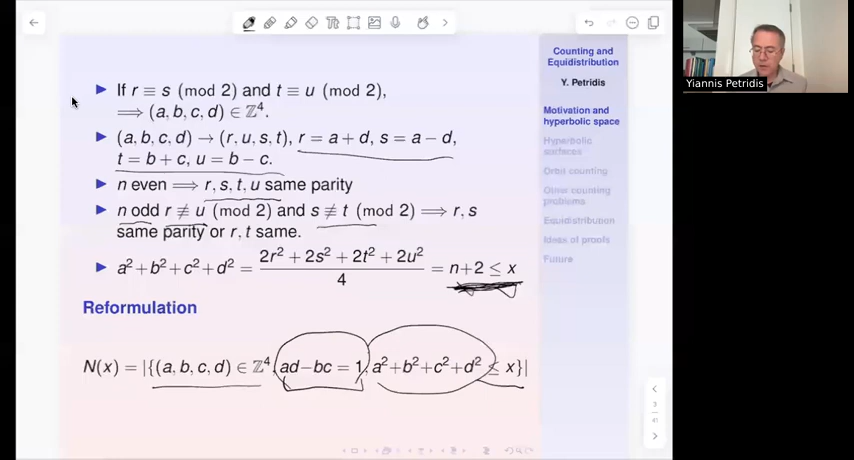 If r ≡ s (mod 2) and t ≡ u (mod 2),
⟹ (a, b, c, d) ∈ ℤ⁴.
(a, b, c, d) → (r, u, s, t), r = a + d, s = a − d,
t = b + c, u = b − c.
n even ⟹ r, s, t, u same parity
n odd r ≢ u (mod 2) and s ≢ t (mod 2) ⟹ r, s
same parity or r, t same.
a² + b² + c² + d² = (2r² + 2s² + 2t² + 2u²)/4 = n+2 ≤ x
Reformulation
N(x) = |{(a, b, c, d) ∈ ℤ⁴, ad−bc = 1, a²+b²+c²+d² ≤ x}|
Counting and
Equidistribution
Y. Petridis
Motivation and
hyperbolic space
Hyperbolic
surfaces
Orbit counting
Other counting
problems
Equidistribution
Ideas of proofs
Future
3
41
Yiannis Petridis